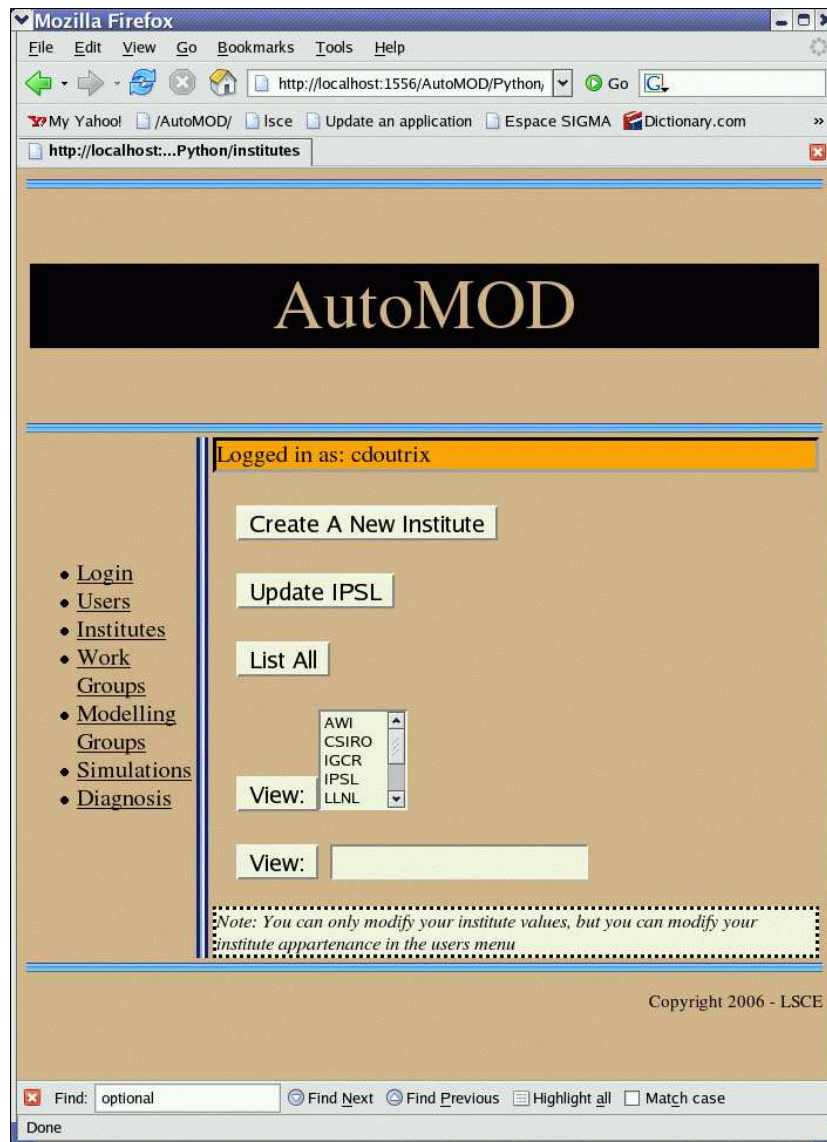 Mozilla Firefox
File Edit View Go Bookmarks Tools Help
http://localhost:1556/AutoMOD/Python/ Go G
My Yahoo! /AutoMOD/ lsce Update an application Espace SIGMA Dictionary.com »
http://localhost:...Python/institutes
AutoMOD
Logged in as: cdoutrix
Create A New Institute
Update IPSL
List All
Login
Users
Institutes
Work
Groups
Modelling
Groups
Simulations
Diagnosis
AWI
CSIRO
IGCR
IPSL
View: LLNL
View:
Note: You can only modify your institute values, but you can modify your
institute appartenance in the users menu
Copyright 2006 - LSCE
Find: optional Find Next Find Previous Highlight all Match case
Done